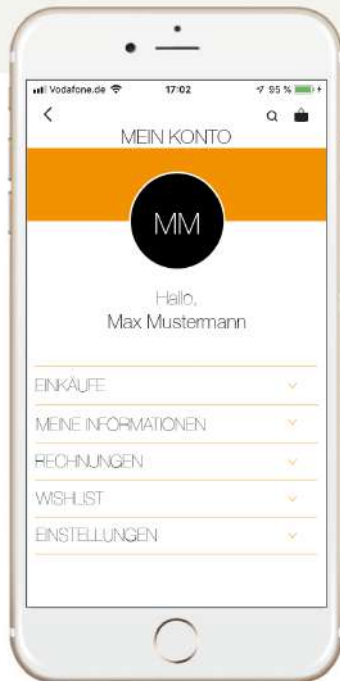 Vodafone.de 17:02 95 %
MEIN KONTO
MM
Hallo,
Max Mustermann
EINKÄUFE
MEINE INFORMATIONEN
RECHNUNGEN
WISHLIST
EINSTELLUNGEN